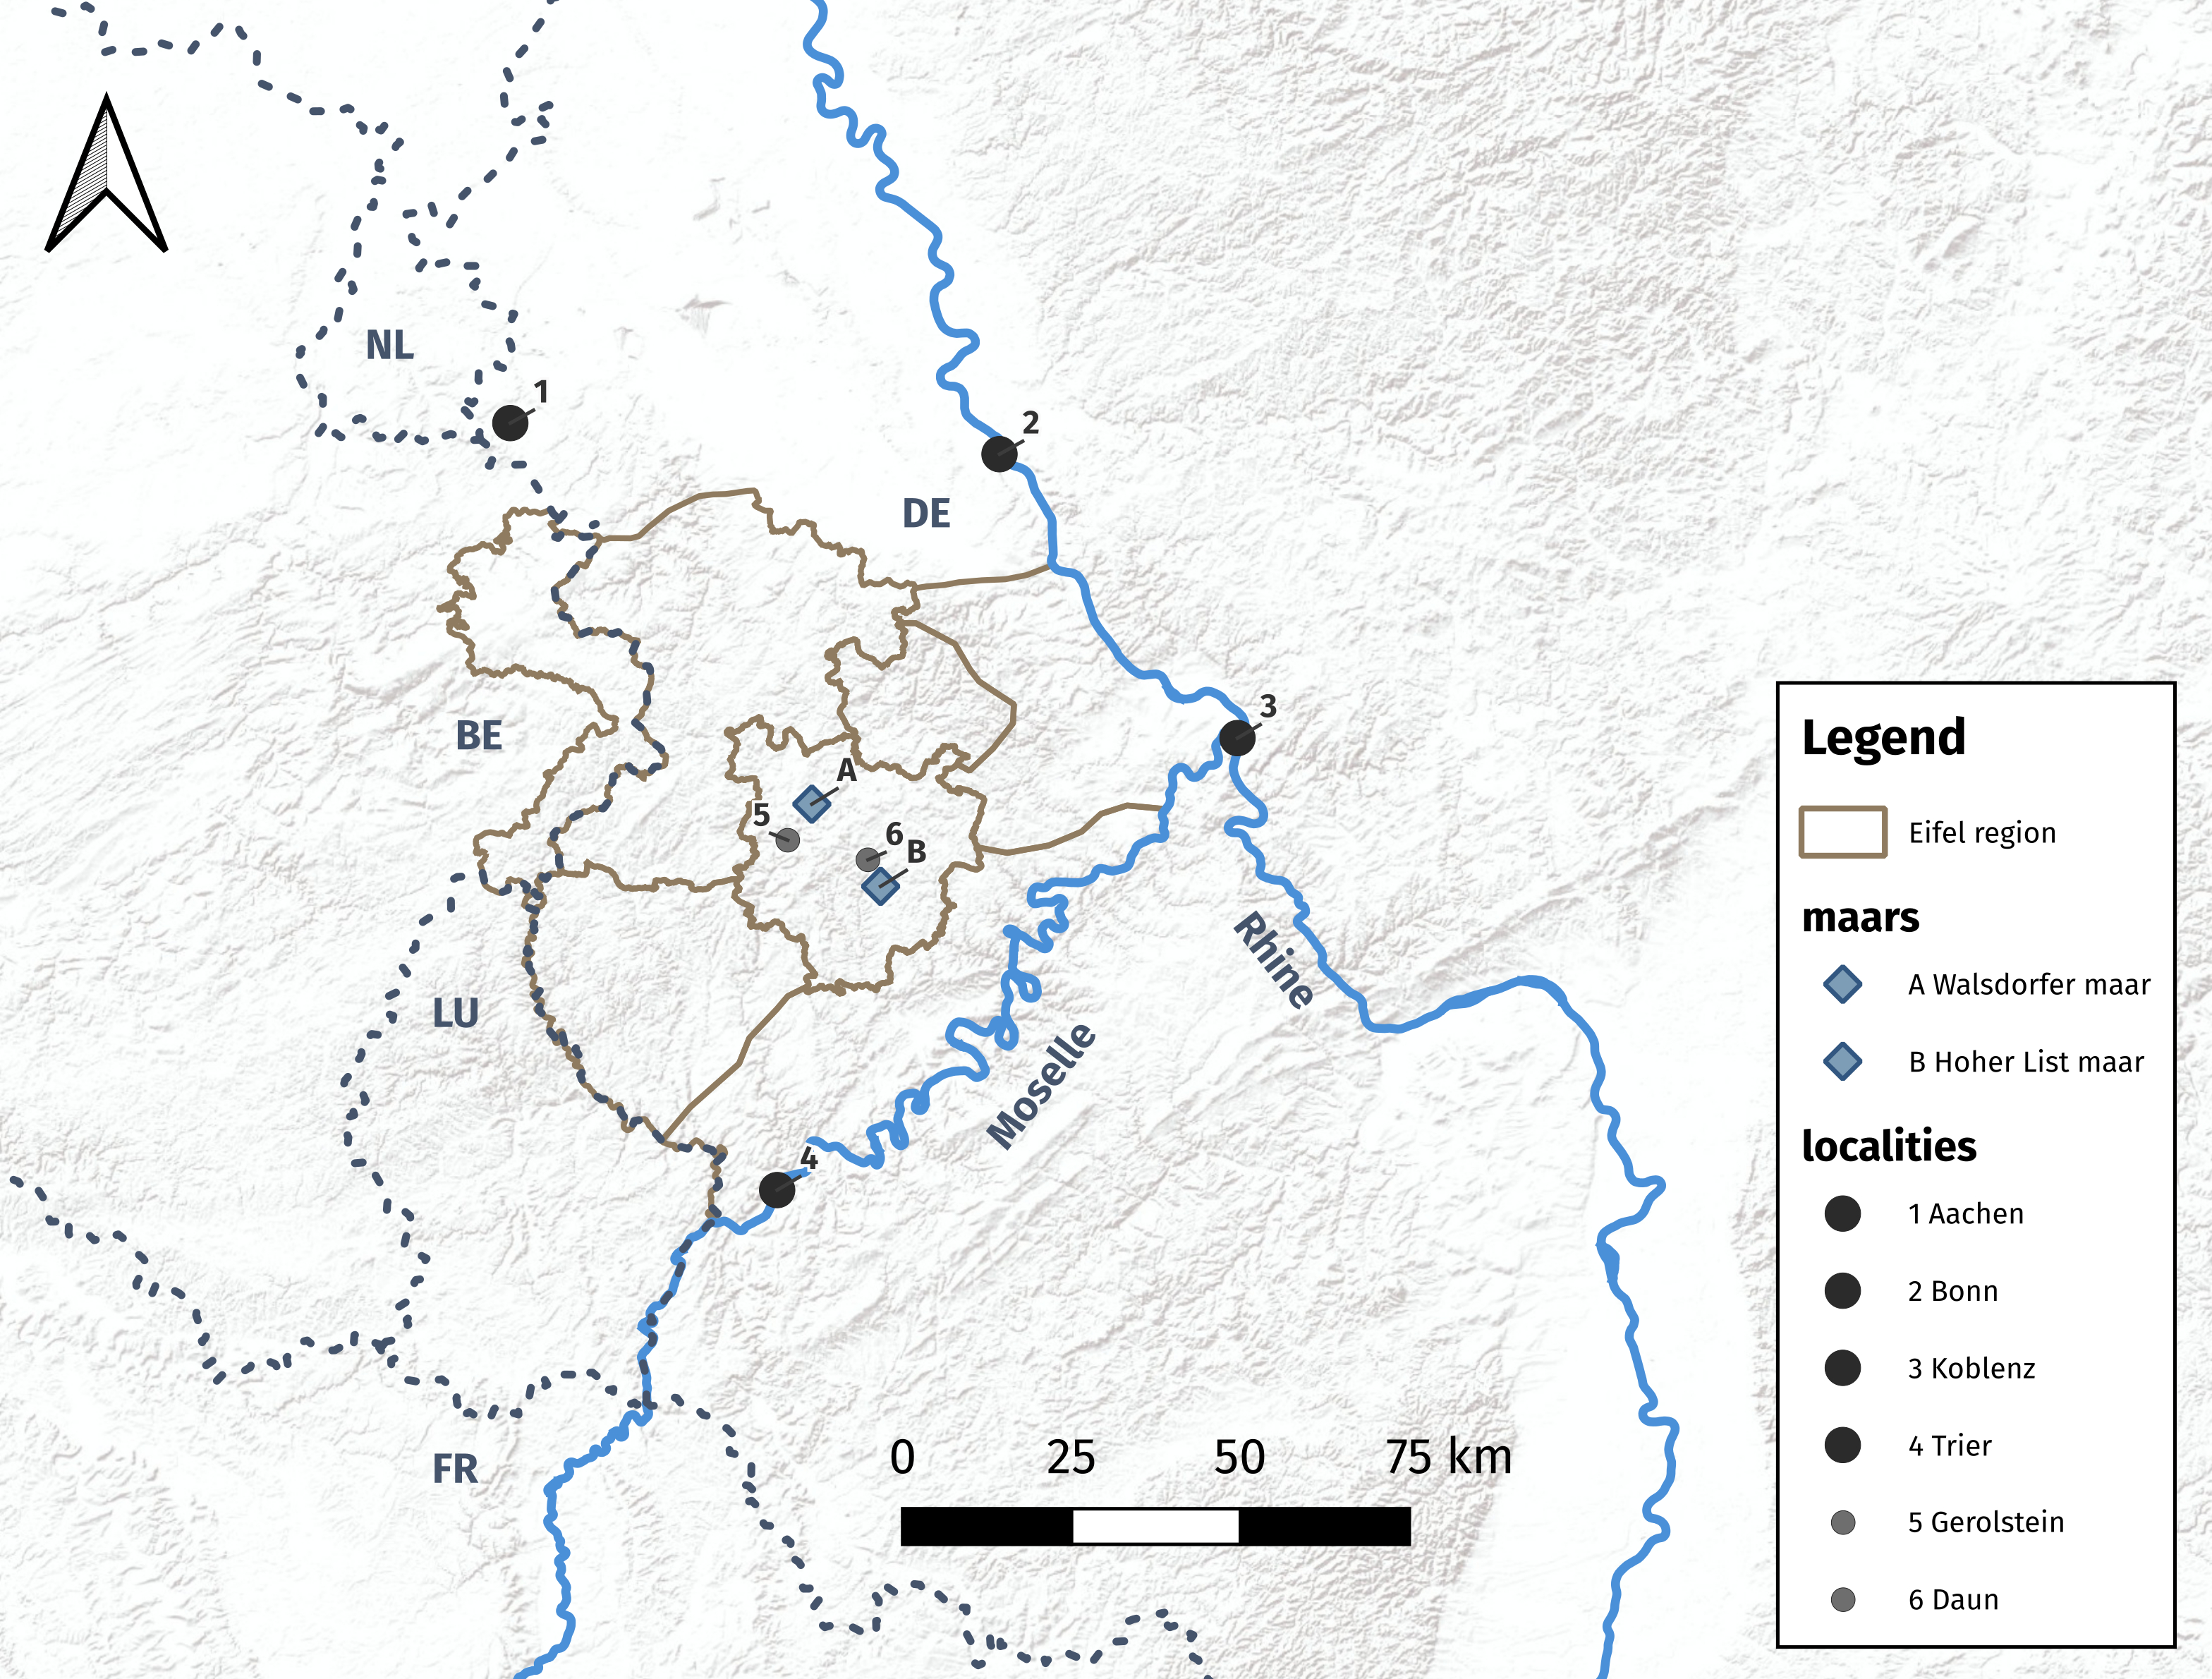 NL
1
2
DE
BE
3
A
5
6
B
LU
Rhine
Moselle
4
FR
0 25 50 75 km
Legend
Eifel region
maars
A Walsdorfer maar
B Hoher List maar
localities
1 Aachen
2 Bonn
3 Koblenz
4 Trier
5 Gerolstein
6 Daun